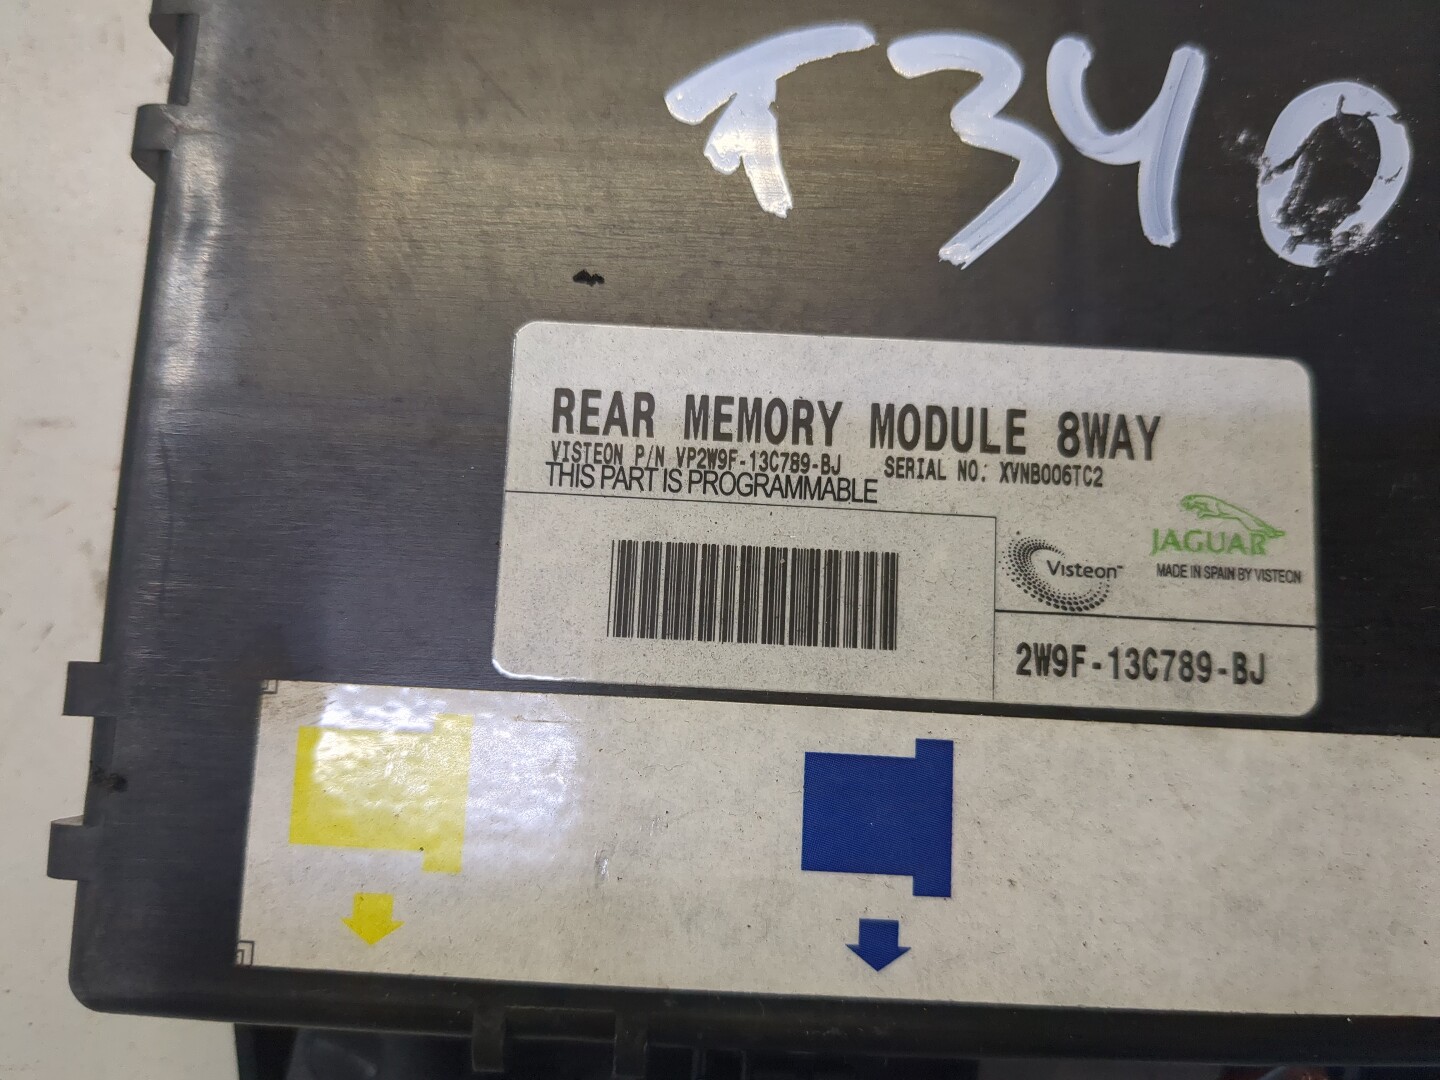 T340
REAR MEMORY MODULE 8WAY
VISTEON P/N VP2W9F-13C789-BJ SERIAL NO: XVNB006TC2
THIS PART IS PROGRAMMABLE
Visteon™
JAGUAR
MADE IN SPAIN BY VISTEON
2W9F-13C789-BJ